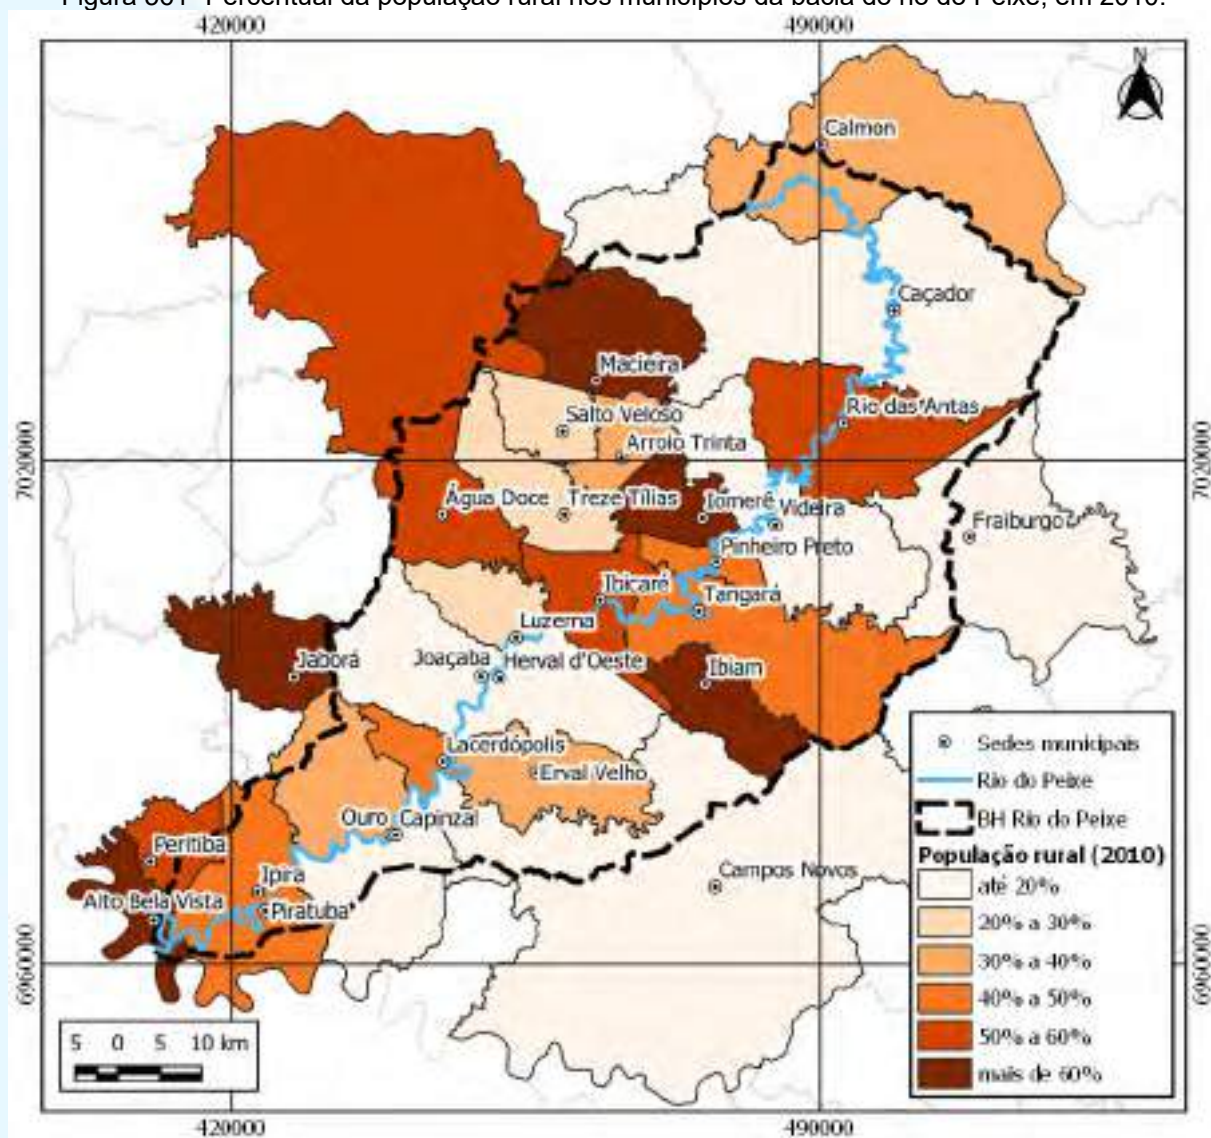 Percentual da população rural nos municípios da bacia do rio do Peixe, em 2010.
420000 490000
N
Calmon
Caçador
Macieira
Salto Veloso
Rio das Antas
Arroio Trinta
7020000 7020000
Água Doce Treze Tílias Iomerê Videira
Fraiburgo
Pinheiro Preto
Ibicaré Tangará
Luzerna
Jaborá Joaçaba Herval d'Oeste Ibiam
Lacerdópolis
Erval Velho
Ouro Capinzal
Peritiba
Ipira
Campos Novos
Alto Bela Vista
Piratuba
6960000 6960000
Sedes municipais
Rio do Peixe
BH Rio do Peixe
População rural (2010)
até 20%
20% a 30%
30% a 40%
40% a 50%
50% a 60%
mais de 60%
5 0 5 10 km
420000 490000